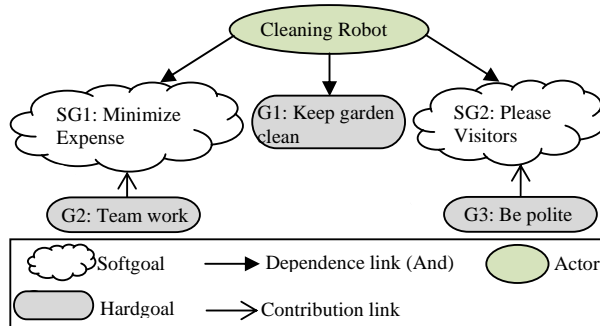 Cleaning Robot
SG1: Minimize
Expense
G1: Keep garden
clean
SG2: Please
Visitors
G2: Team work
G3: Be polite
Softgoal
Dependence link (And)
Actor
Hardgoal
Contribution link